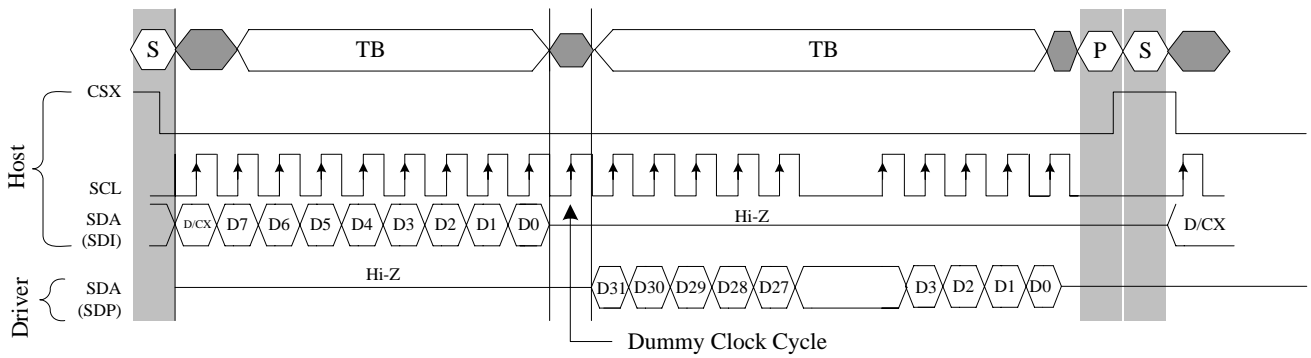 S TB TB P S
CSX
Host
SCL
SDA
(SDI)
D/CX D7 D6 D5 D4 D3 D2 D1 D0 Hi-Z D/CX
Driver
SDA
(SDP)
Hi-Z D31 D30 D29 D28 D27 D3 D2 D1 D0
Dummy Clock Cycle